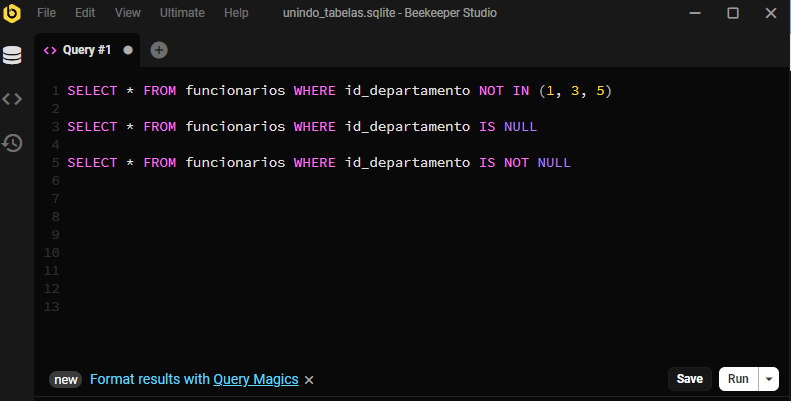 File Edit View Ultimate Help unindo_tabelas.sqlite - Beekeeper Studio
<> Query #1
1 SELECT * FROM funcionarios WHERE id_departamento NOT IN (1, 3, 5)
2
3 SELECT * FROM funcionarios WHERE id_departamento IS NULL
4
5 SELECT * FROM funcionarios WHERE id_departamento IS NOT NULL
6
7
8
9
10
11
12
13
new Format results with Query Magics × Save Run